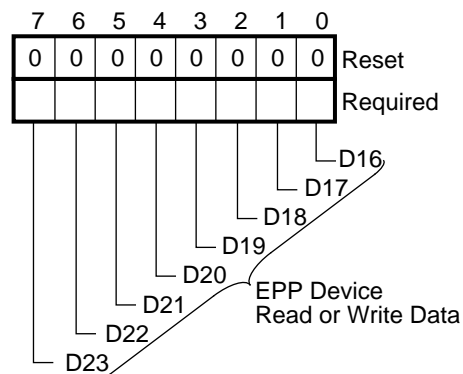 7 6 5 4 3 2 1 0
0 0 0 0 0 0 0 0 Reset
Required
D16
D17
D18
D19
D20
D21
D22
D23
EPP Device
Read or Write Data